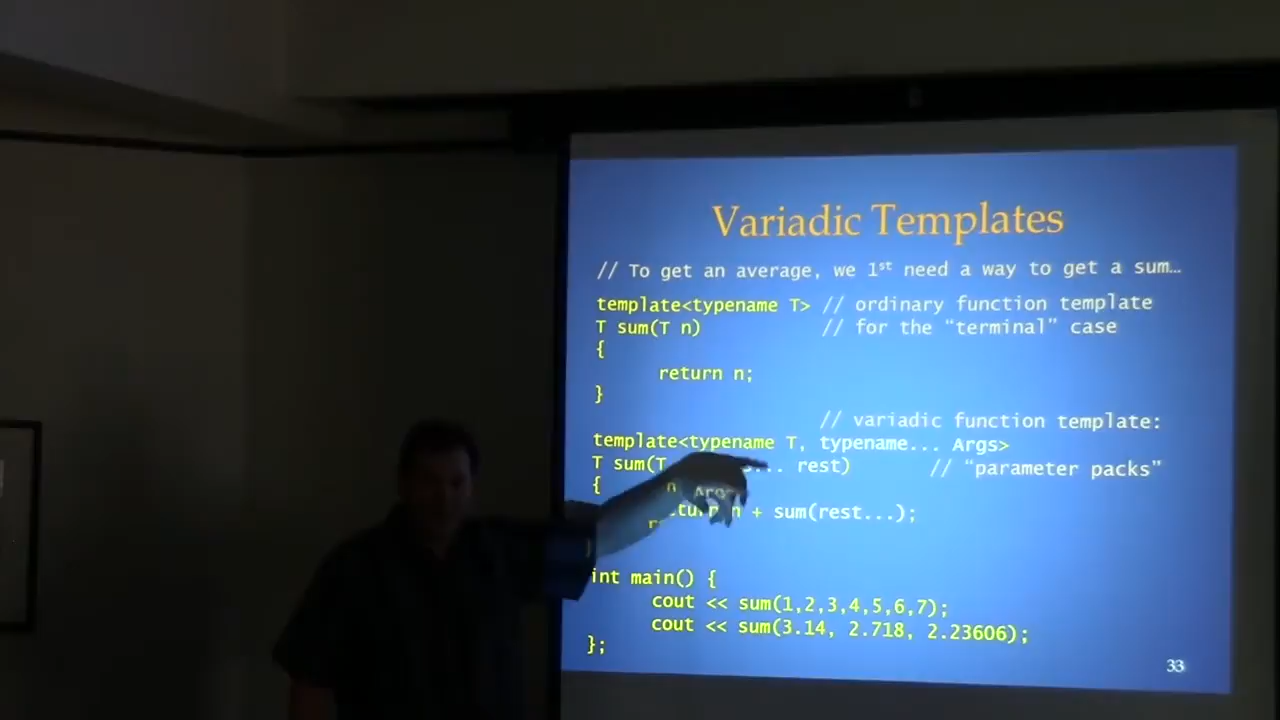 Variadic Templates
// To get an average, we 1st need a way to get a sum…
template<typename T> // ordinary function template
T sum(T n) // for the “terminal” case
{
return n;
}
// variadic function template:
template<typename T, typename... Args>
T sum(T ... rest) // “parameter packs”
{
n + sum(rest...);
int main() {
cout << sum(1,2,3,4,5,6,7);
cout << sum(3.14, 2.718, 2.23606);
};
33